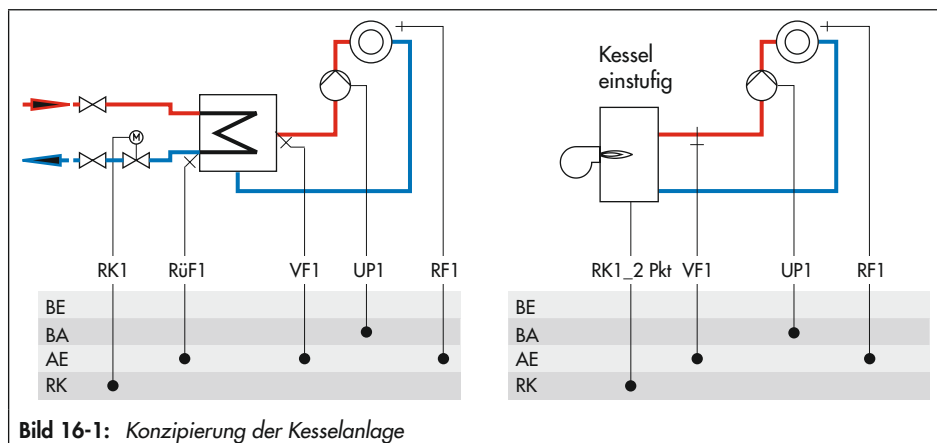 Kessel
einstufig
M
RK1 RüF1 VF1 UP1 RF1
RK1_2 Pkt VF1 UP1 RF1
BE
BA
AE
RK
BE
BA
AE
RK
Bild 16-1: Konzipierung der Kesselanlage